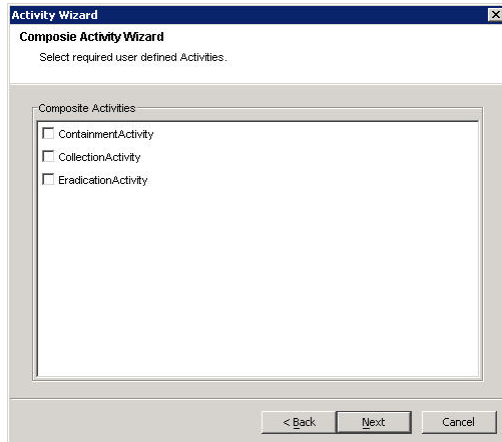 Activity Wizard
Composie Activity Wizard
Select required user defined Activities.
Composite Activities
ContainmentActivity
CollectionActivity
EradicationActivity
< Back Next Cancel